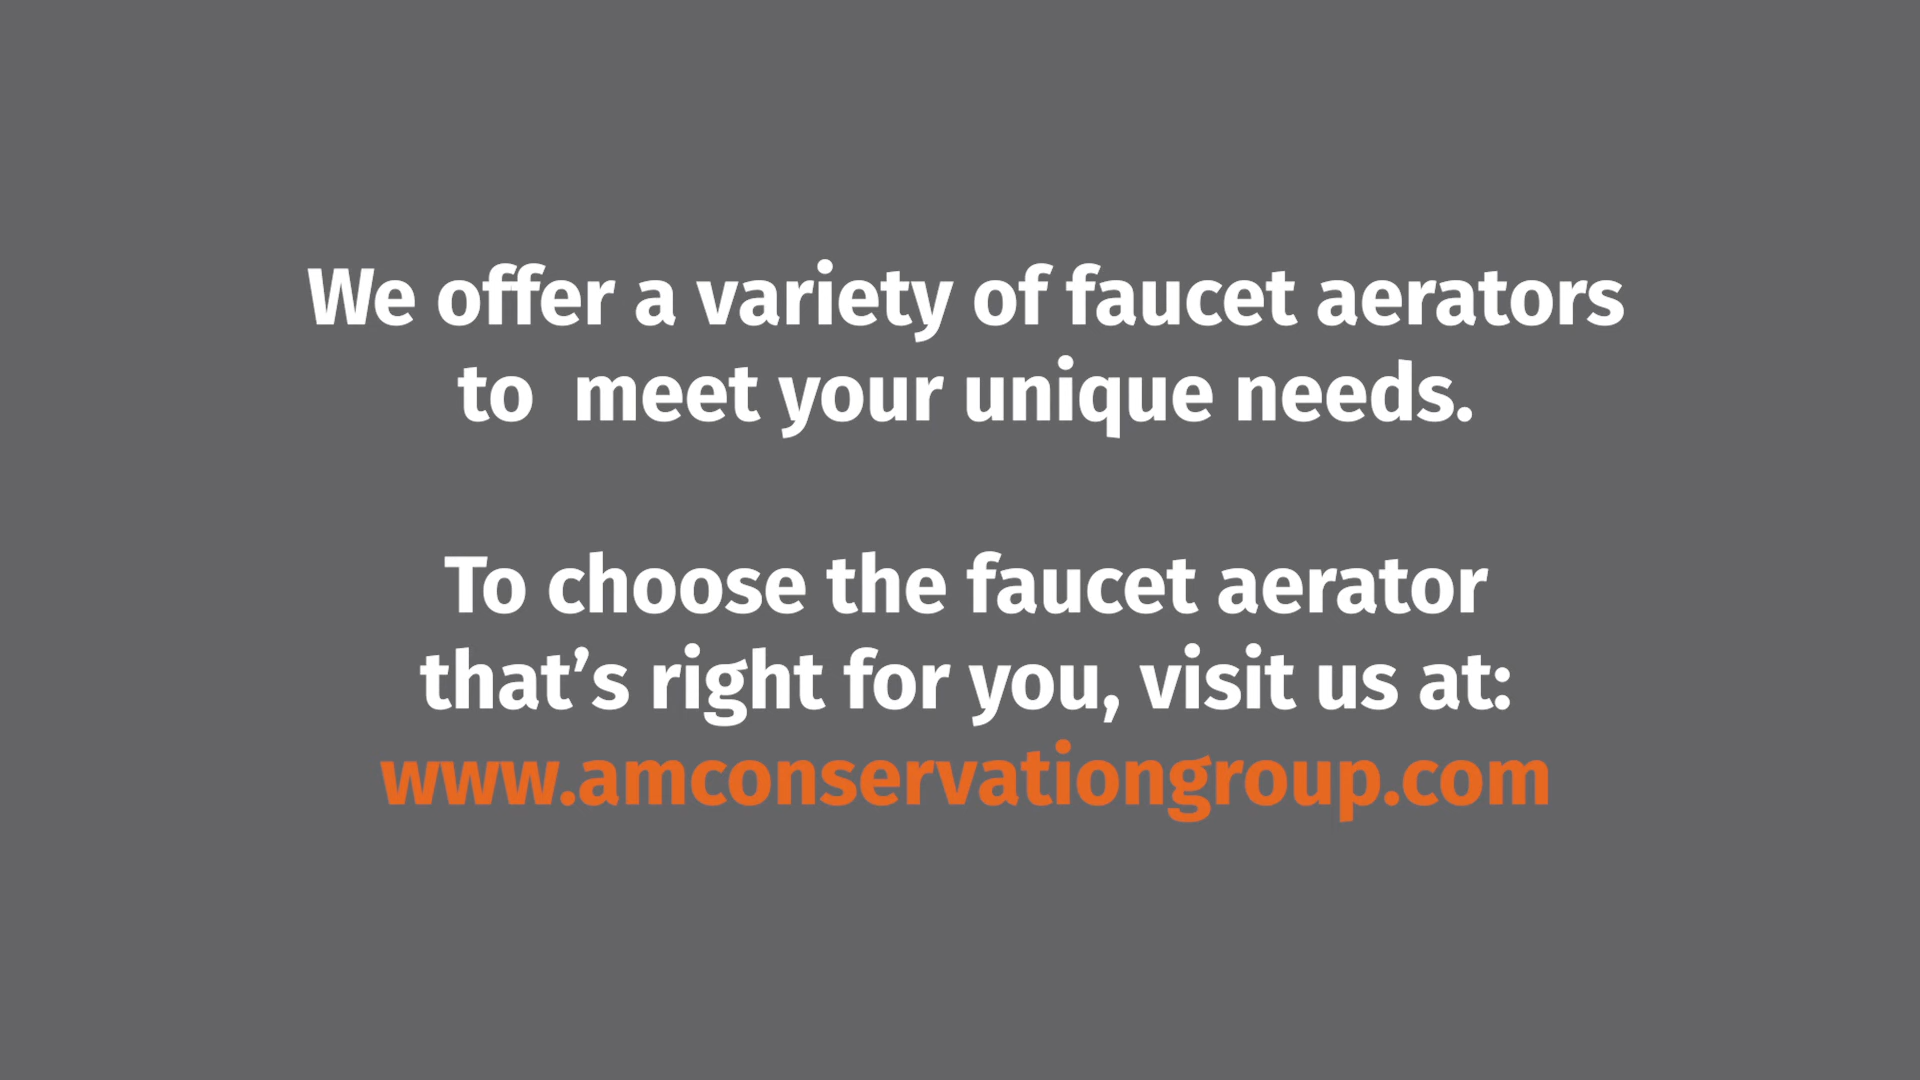 We offer a variety of faucet aerators
to  meet your unique needs.
To choose the faucet aerator
that’s right for you, visit us at:
www.amconservationgroup.com